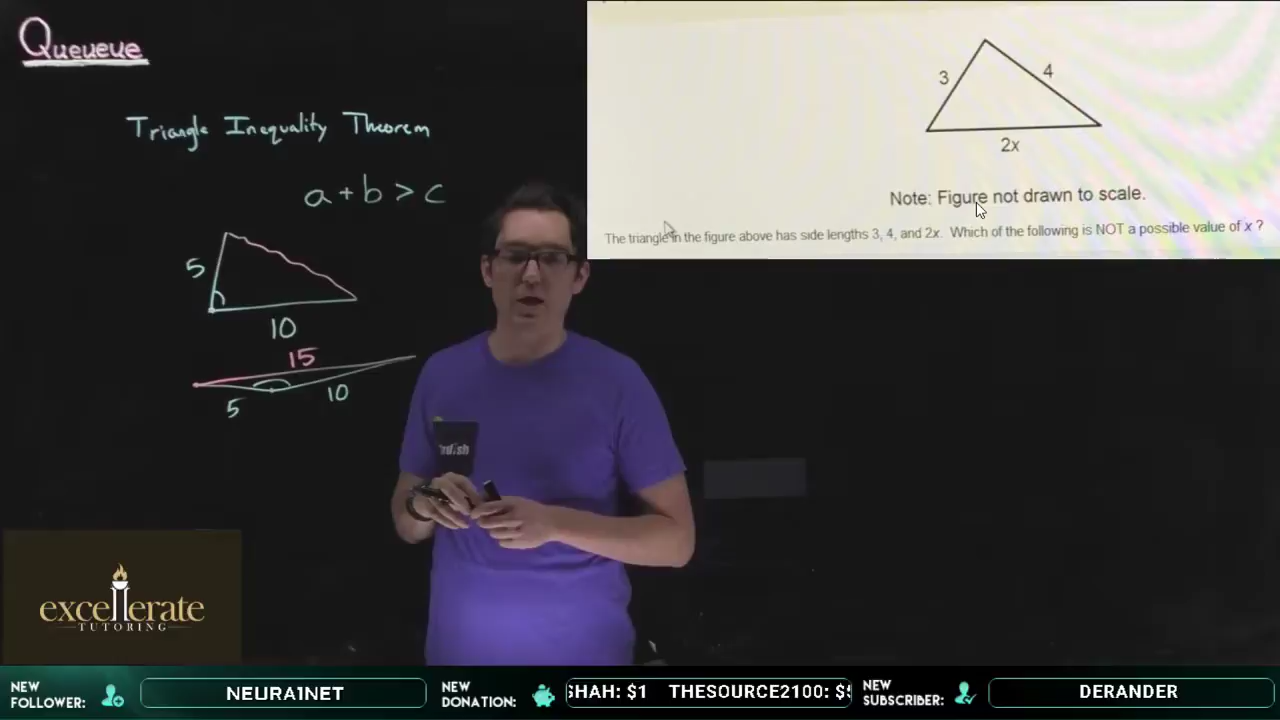 Queueue
Triangle Inequality Theorem
a + b > c
5
10
15
5
10
3
4
2x
Note: Figure not drawn to scale.
The triangle in the figure above has side lengths 3, 4, and 2x. Which of the following is NOT a possible value of x ?
excellerate
TUTORING
NEW FOLLOWER:
NEURA1NET
NEW DONATION:
SHAH: $1 THESOURCE2100: $
NEW SUBSCRIBER:
DERANDER